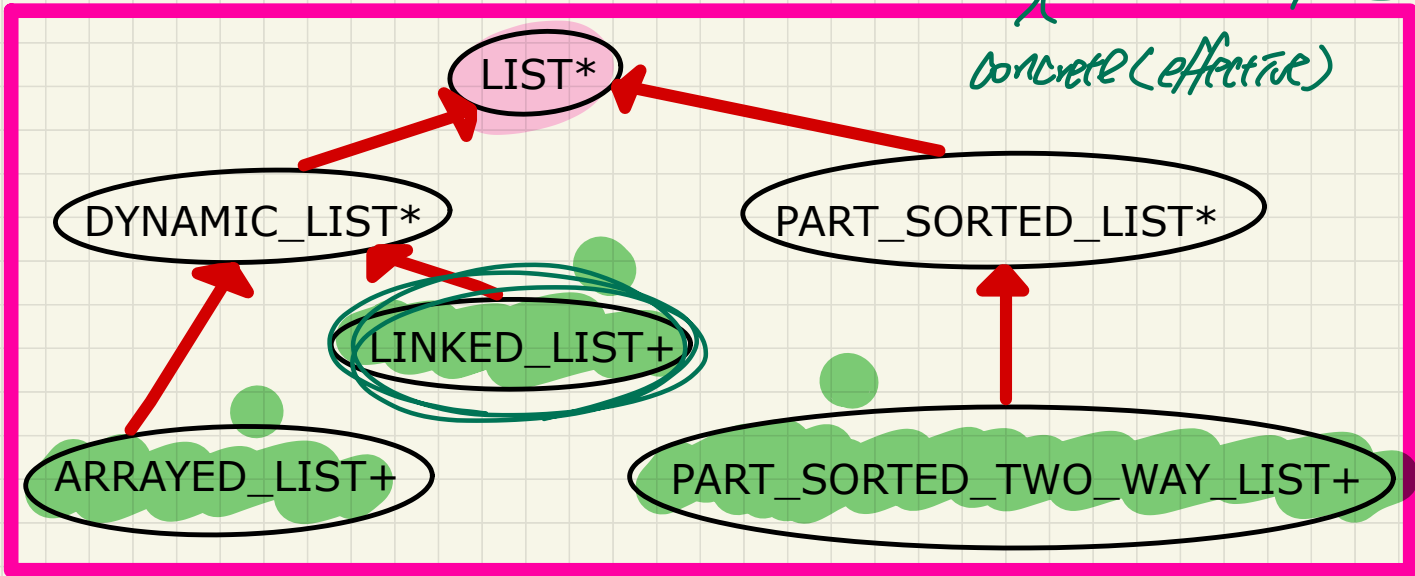 LIST*
concrete (effective)
DYNAMIC_LIST*
PART_SORTED_LIST*
LINKED_LIST+
ARRAYED_LIST+
PART_SORTED_TWO_WAY_LIST+